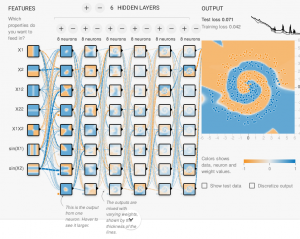 FEATURES
Which
properties do
you want to
feed in?
+ − 6 HIDDEN LAYERS
+ −
8 neurons
+ −
8 neurons
+ −
8 neurons
+ −
8 neurons
+ −
8 neurons
+ −
8 neurons
X1
X2
X12
X22
X1X2
sin(X1)
sin(X2)
This is the output
from one
neuron. Hover to
see it larger.
The outputs are
mixed with
varying weights,
shown by the
thickness of the
lines.
OUTPUT
Test loss 0.071
Training loss 0.042
Colors shows
data, neuron and
weight values.
-1 0 1
Show test data
Discretize output